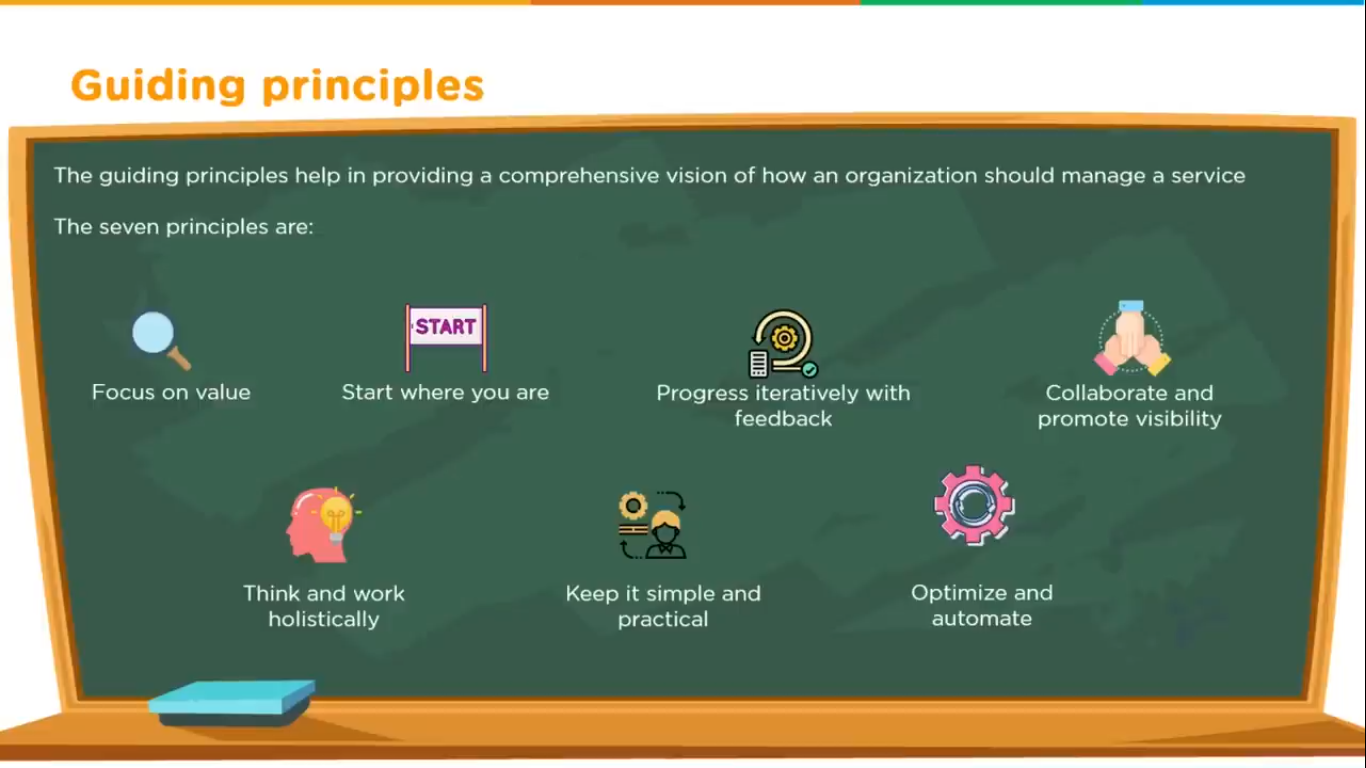 Guiding principles
The guiding principles help in providing a comprehensive vision of how an organization should manage a service
The seven principles are:
START
Focus on value
Start where you are
Progress iteratively with
feedback
Collaborate and
promote visibility
Think and work
holistically
Keep it simple and
practical
Optimize and
automate